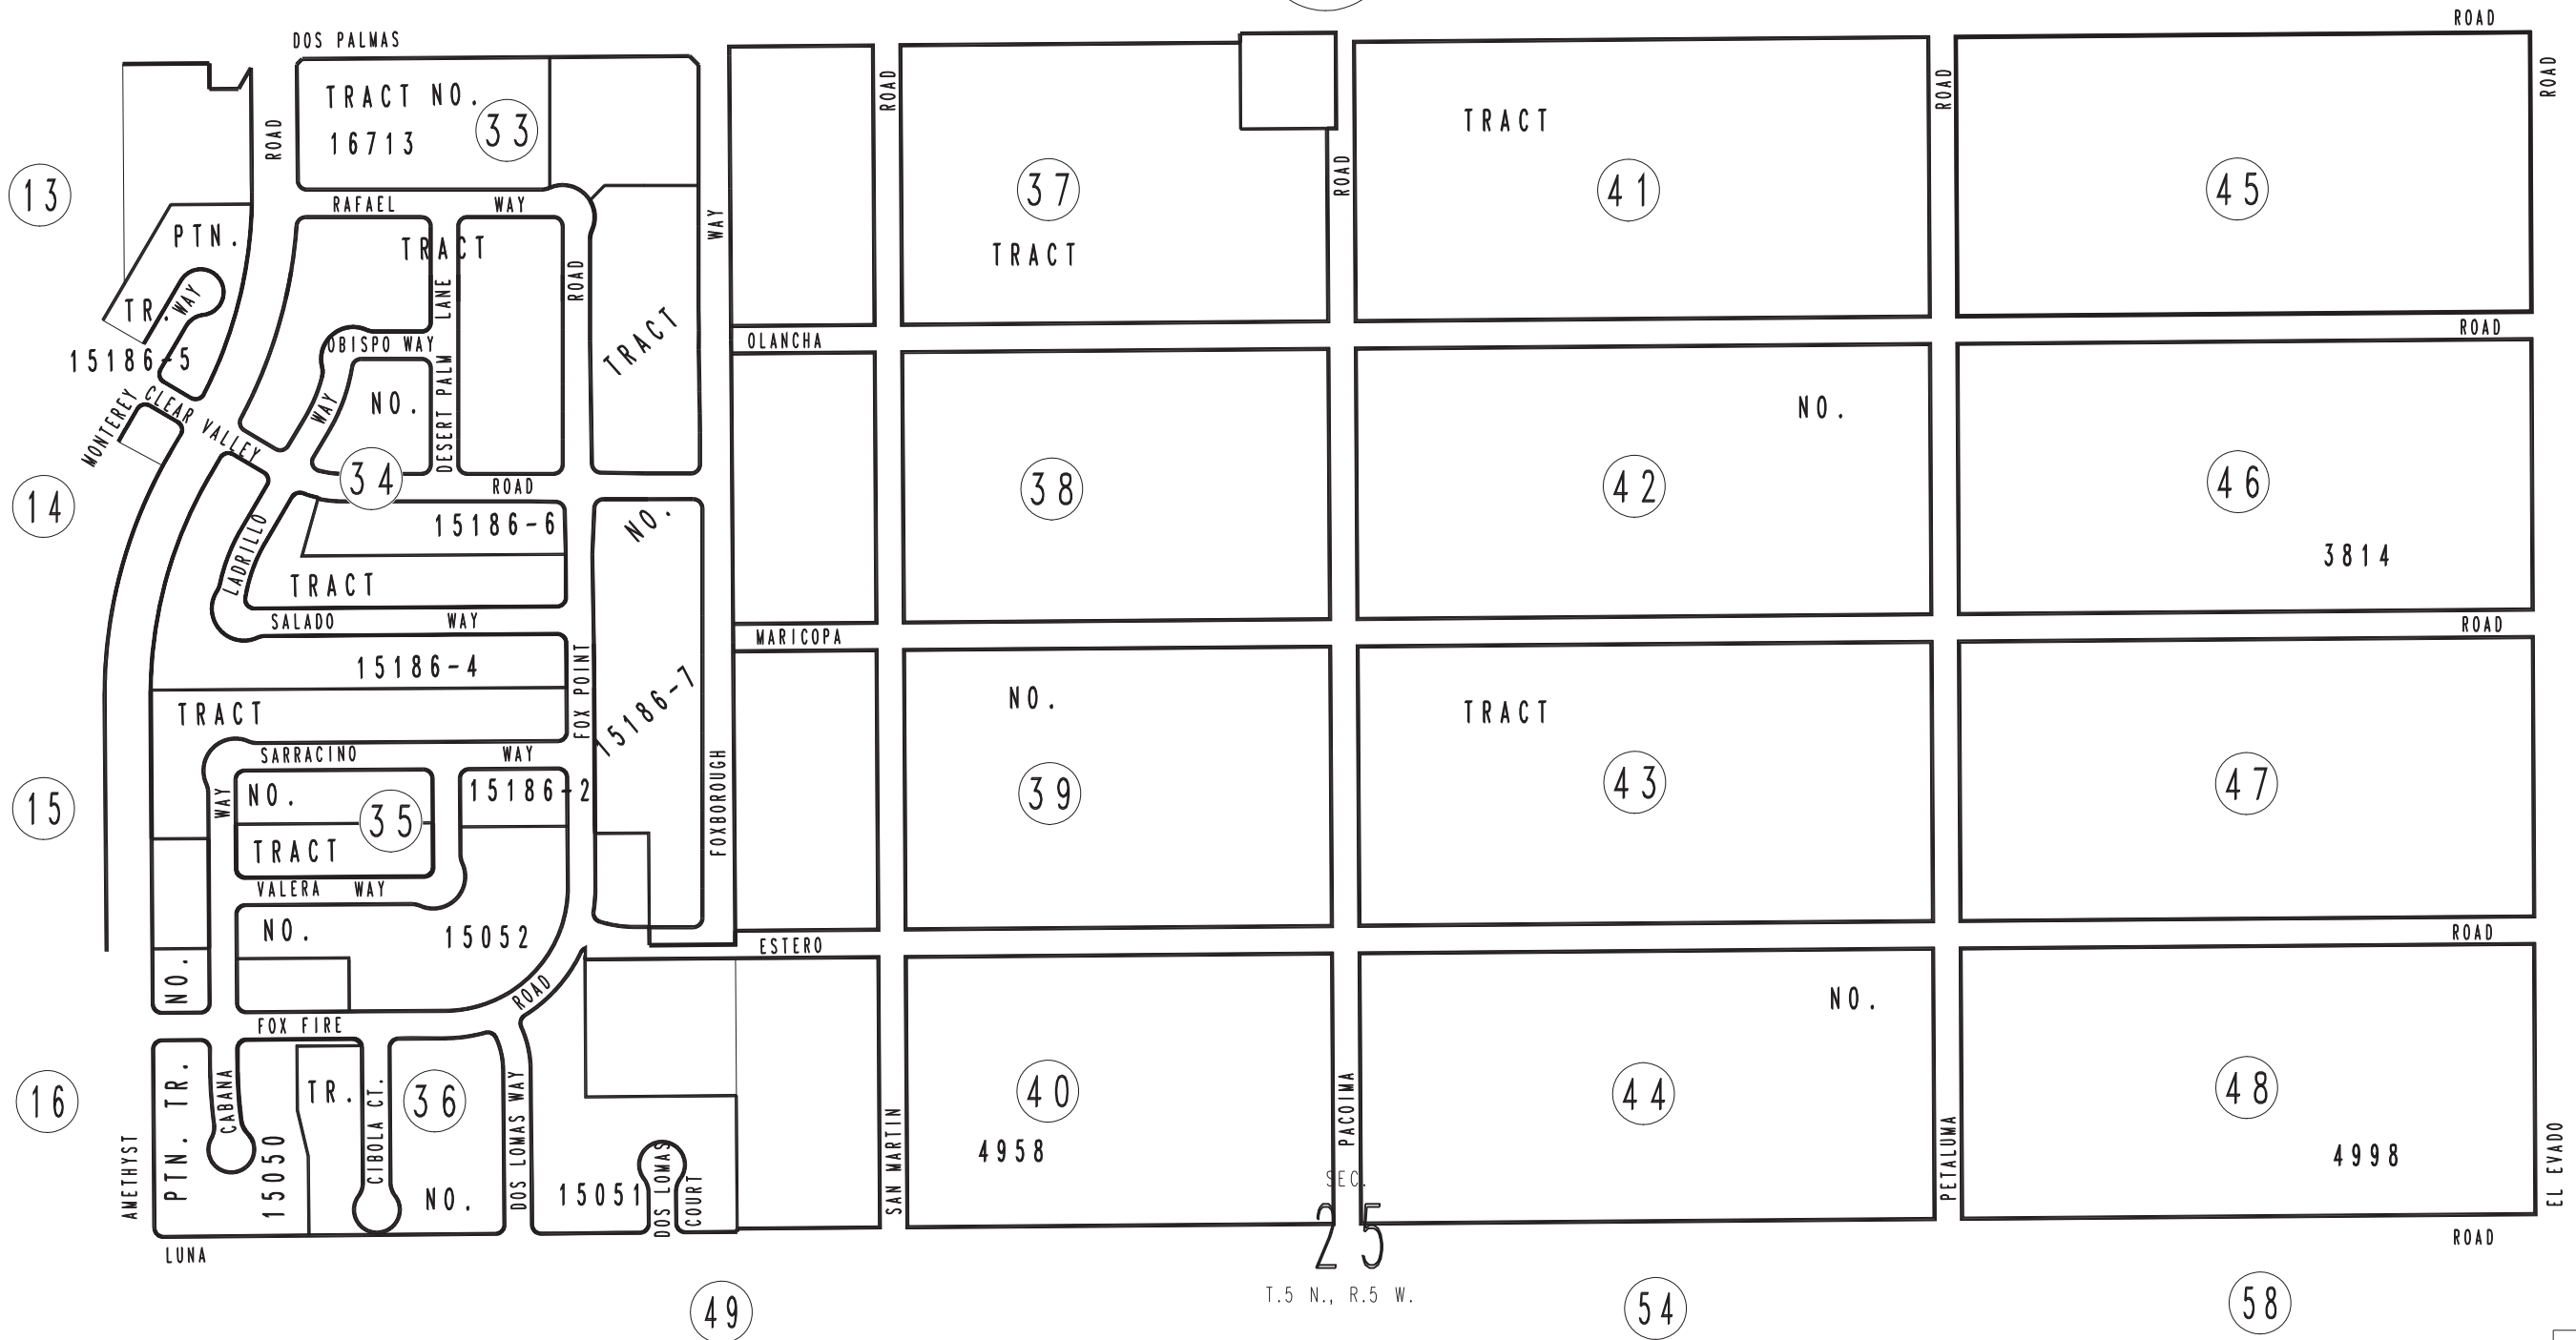 ROAD
DOS PALMAS
ROAD
ROAD
ROAD
TRACT NO.
33
16713
ROAD
TRACT
ROAD
13
37
41
45
RAFAEL WAY
WAY
PTN.
TRACT
TRACT
ROAD
LANE
TR.
WAY
15186-5
OBISPO WAY
TRACT
OLANCHA
ROAD
MONTEREY
CLEAR VALLEY
WAY
NO.
DESERT PALM
NO.
14
34
ROAD
38
42
46
LADRILLO
15186-6
NO.
3814
TRACT
SALADO WAY
MARICOPA
ROAD
15186-4
FOX POINT
15186-7
TRACT
NO.
TRACT
SARRACINO WAY
15
WAY
NO.
35
15186-2
FOXBOROUGH
39
43
47
TRACT
VALERA WAY
NO.
15052
ESTERO
ROAD
NO.
ROAD
NO.
FOX FIRE
16
PTN. TR.
CABANA
15050
TR.
CIBOLA CT.
36
NO.
DOS LOMAS WAY
15051
DOS LOMAS
COURT
SAN MARTIN
40
4958
PACOIMA
44
PETALUMA
48
4998
EL EVADO
AMETHYST
SEC.
25
LUNA
ROAD
T.5 N., R.5 W.
49
54
58